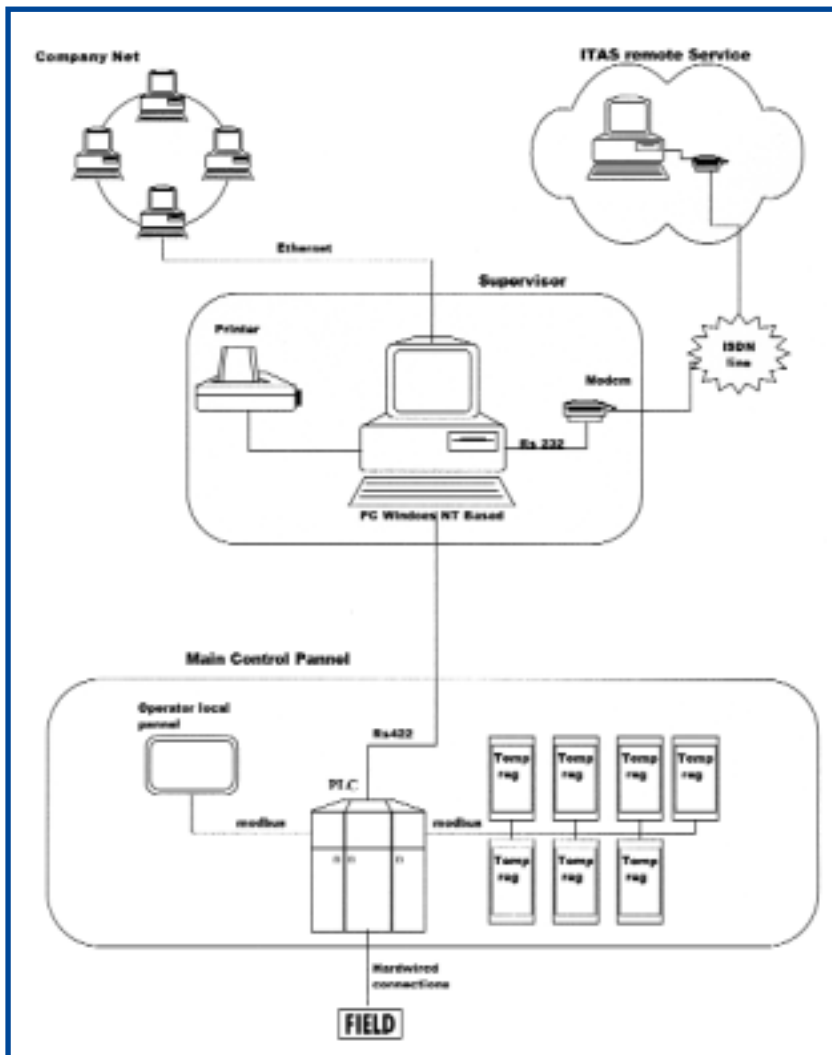 Company Net
ITAS remote Service
Ethernet
Supervisor
Printer
ISDN
line
Modem
Rs 232
PC Windows NT Based
Main Control Pannel
Operator local
pannel
Rs422
PLC
modbus
modbus
Temp
reg
Temp
reg
Temp
reg
Temp
reg
Temp
reg
Temp
reg
Temp
reg
Hardwired
connections
FIELD